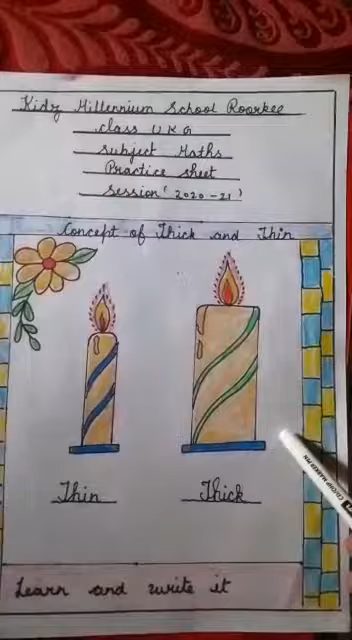 Kidz Millennium School Roorkee
Class U K G
Subject Maths
Practice sheet
Session (2020-21)
Concept of Thick and Thin
Thin
Thick
Learn and write it